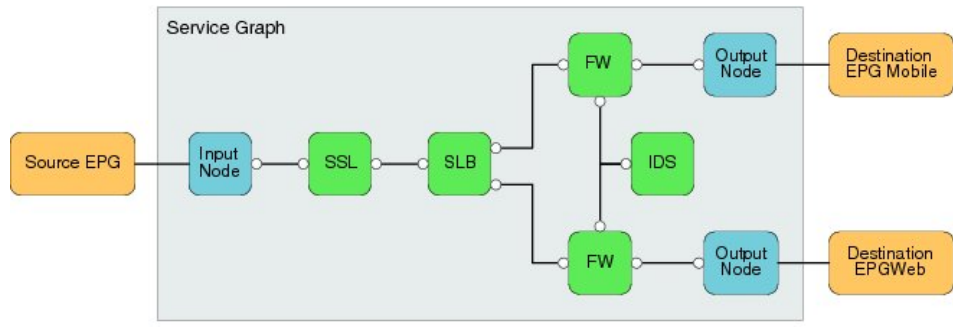 Service Graph
FW
Output
Node
Destination
EPG Mobile
Source EPG
Input
Node
SSL
SLB
IDS
FW
Output
Node
Destination
EPGWeb